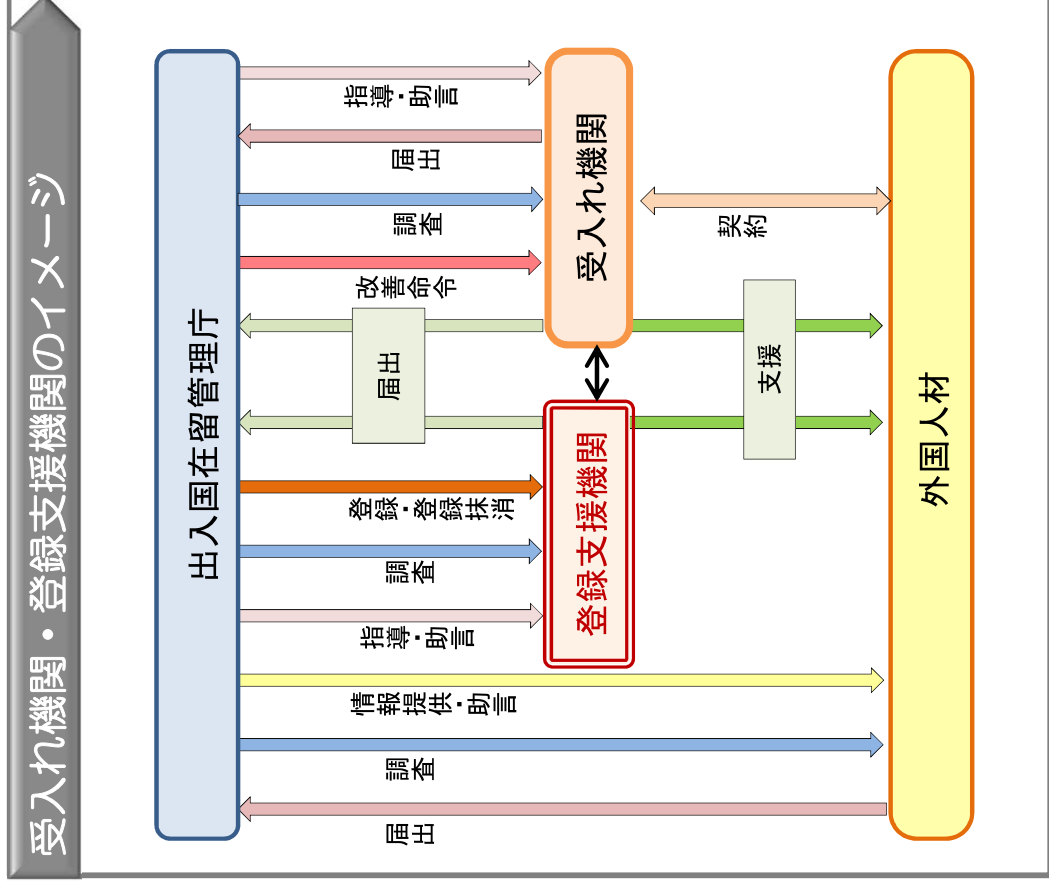 受入れ機関・登録支援機関のイメージ
出入国在留管理庁
届出
調査
情報提供・助言
指導・助言
調査
登録・登録抹消
届出
改善命令
調査
届出
指導・助言
登録支援機関
受入れ機関
支援
契約
外国人材